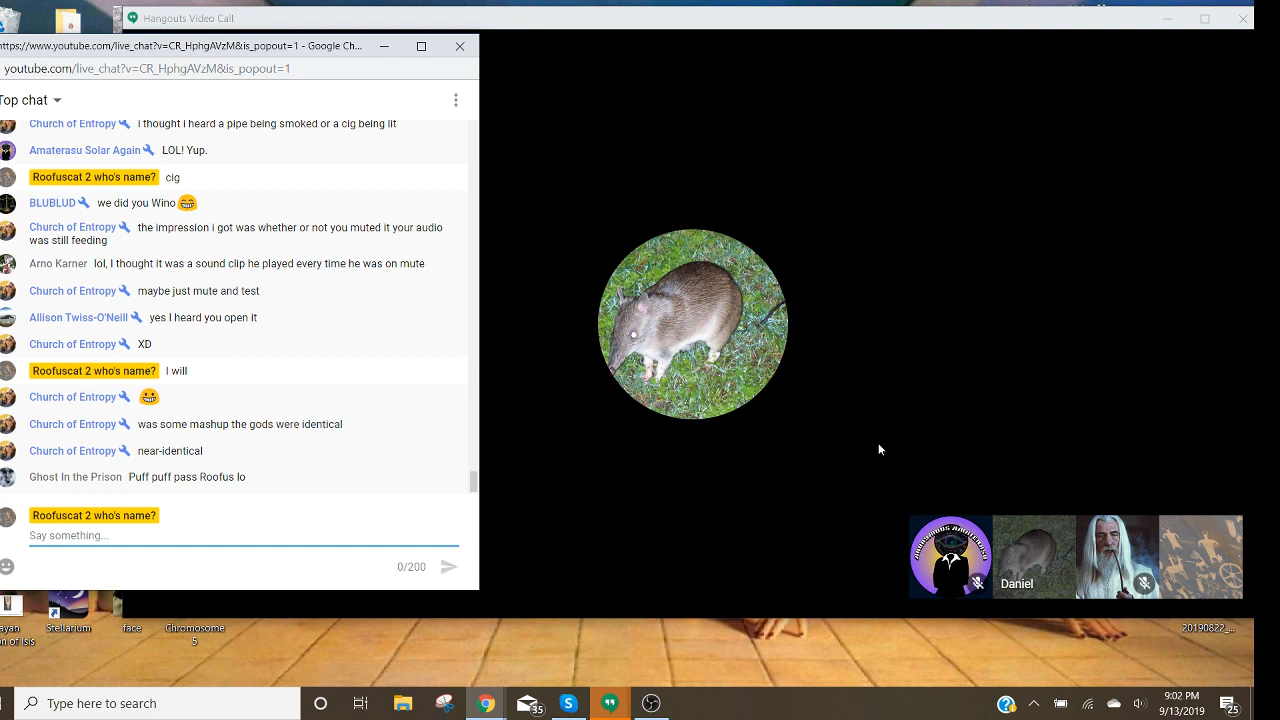 Hangouts Video Call
https://www.youtube.com/live_chat?v=CR_HphgAVzM&is_popout=1 - Google Ch...
youtube.com/live_chat?v=CR_HphgAVzM&is_popout=1
Top chat
Church of Entropy i thought i heard a pipe being smoked or a cig being lit
Amaterasu Solar Again LOL! Yup.
Roofuscat 2 who's name? cig
BLUBLUD we did you Wino😂
Church of Entropy the impression i got was whether or not you muted it your audio
was still feeding
Arno Karner lol, I thought it was a sound clip he played every time he was on mute
Church of Entropy maybe just mute and test
Allison Twiss-O'Neill yes I heard you open it
Church of Entropy XD
Roofuscat 2 who's name? I will
Church of Entropy 😀
Church of Entropy was some mashup the gods were identical
Church of Entropy near-identical
Ghost In the Prison Puff puff pass Roofus lo
Roofuscat 2 who's name?
Say something...
0/200
Daniel
Stellarium
face
Chromosome
5
on of Isis
20190822_...
Type here to search
35
S
9:02 PM
9/13/2019
25